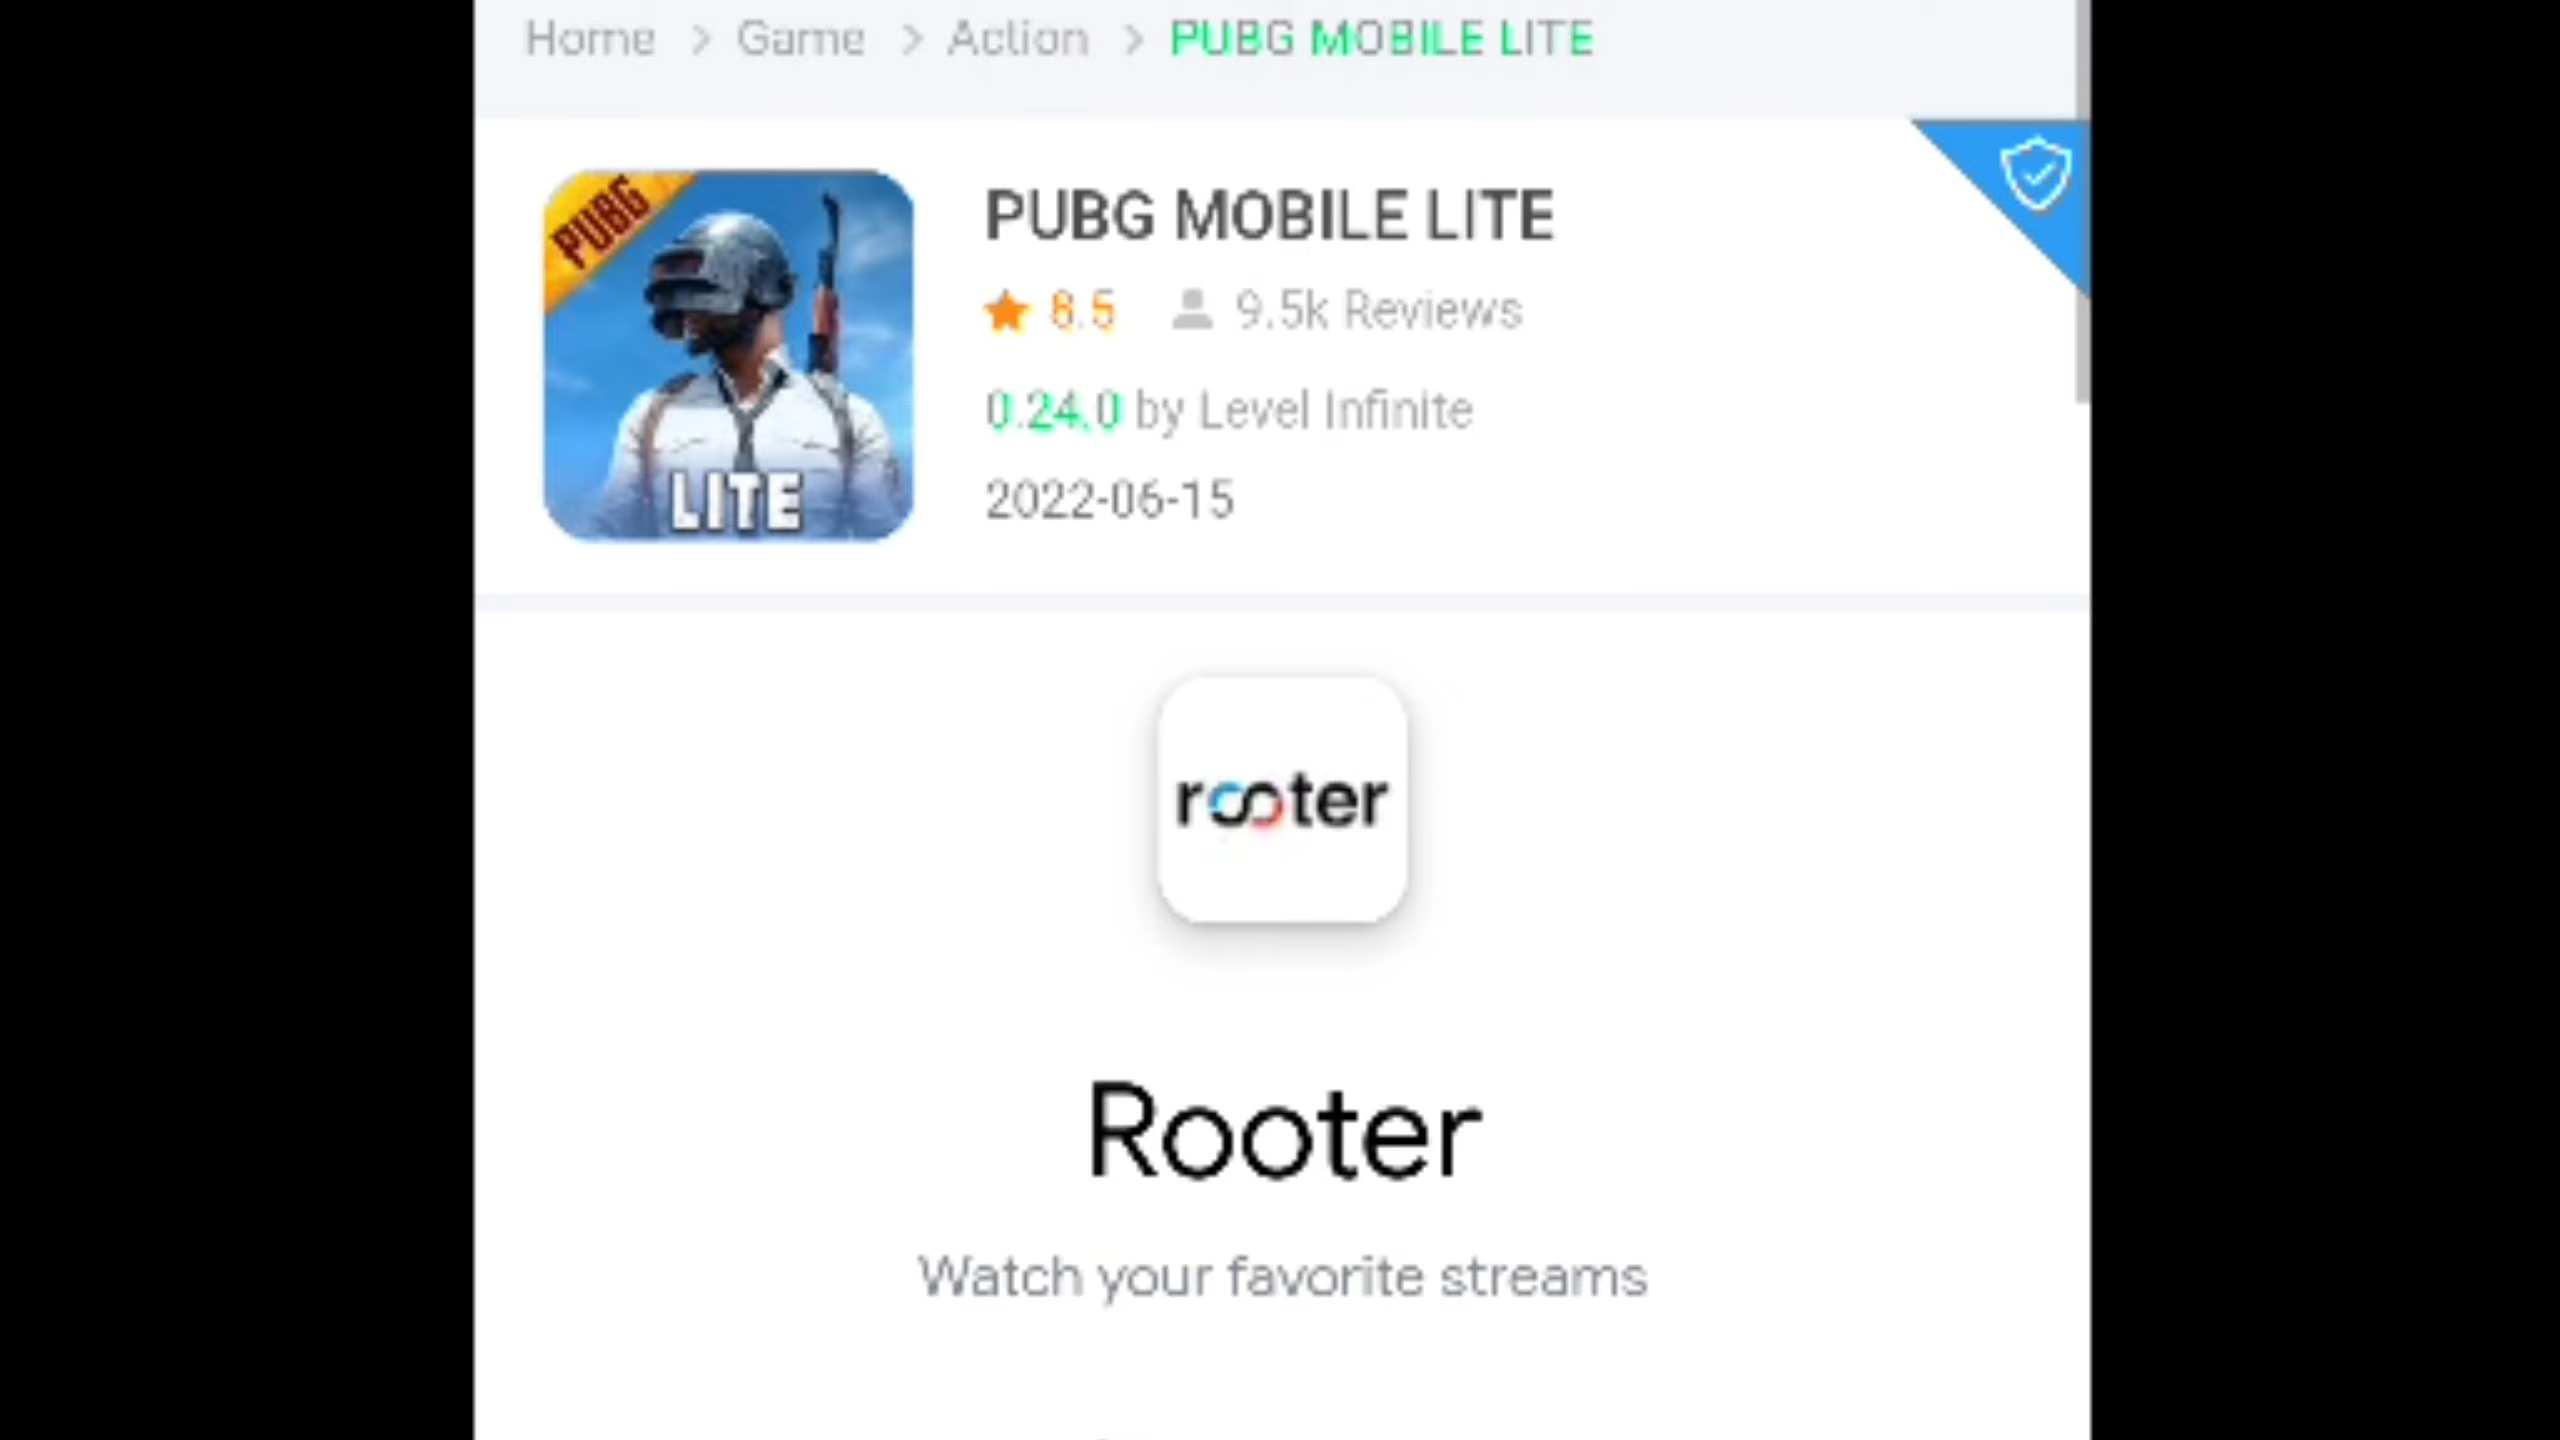 Home > Game > Action > PUBG MOBILE LITE
PUBG
LITE
PUBG MOBILE LITE
8.5 9.5k Reviews
0.24.0 by Level Infinite
2022-06-15
rooter
Rooter
Watch your favorite streams